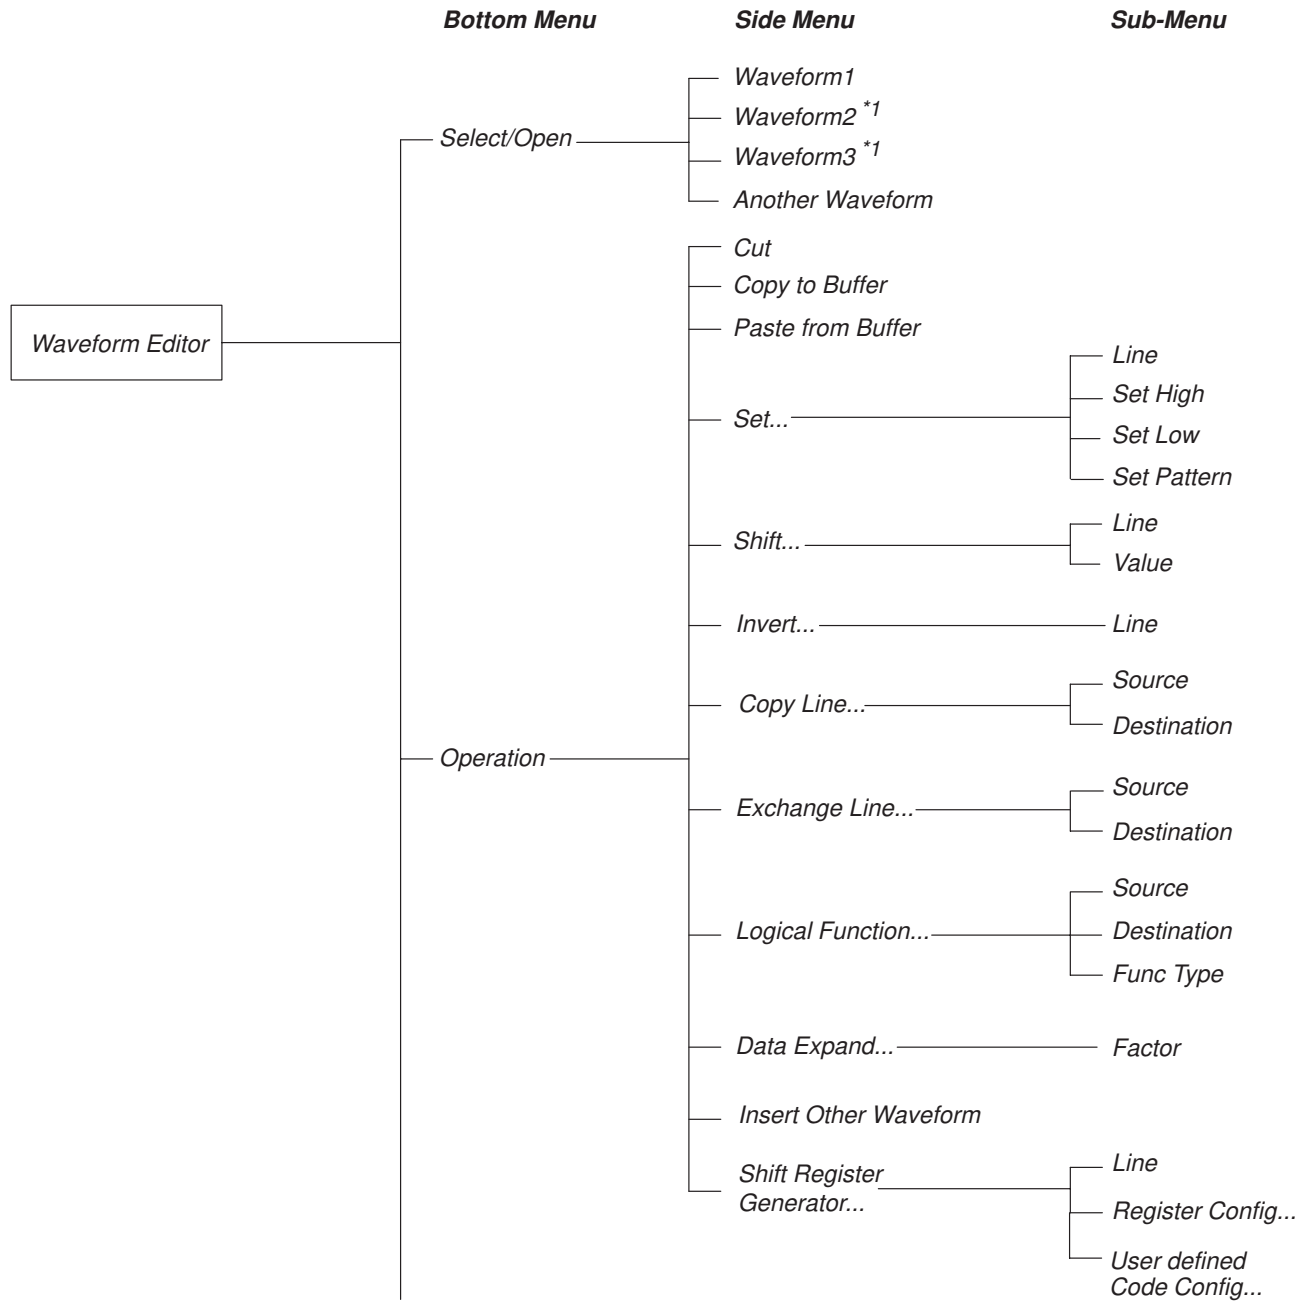 Bottom Menu Side Menu Sub-Menu
Waveform1
Waveform2 *1
Select/Open
Waveform3 *1
Another Waveform
Cut
Copy to Buffer
Paste from Buffer
Waveform Editor
Line
Set High
Set...
Set Low
Set Pattern
Line
Shift...
Value
Invert... Line
Source
Copy Line...
Destination
Operation
Source
Exchange Line...
Destination
Source
Logical Function... Destination
Func Type
Data Expand... Factor
Insert Other Waveform
Line
Shift Register
Generator...
Register Config...
User defined
Code Config...